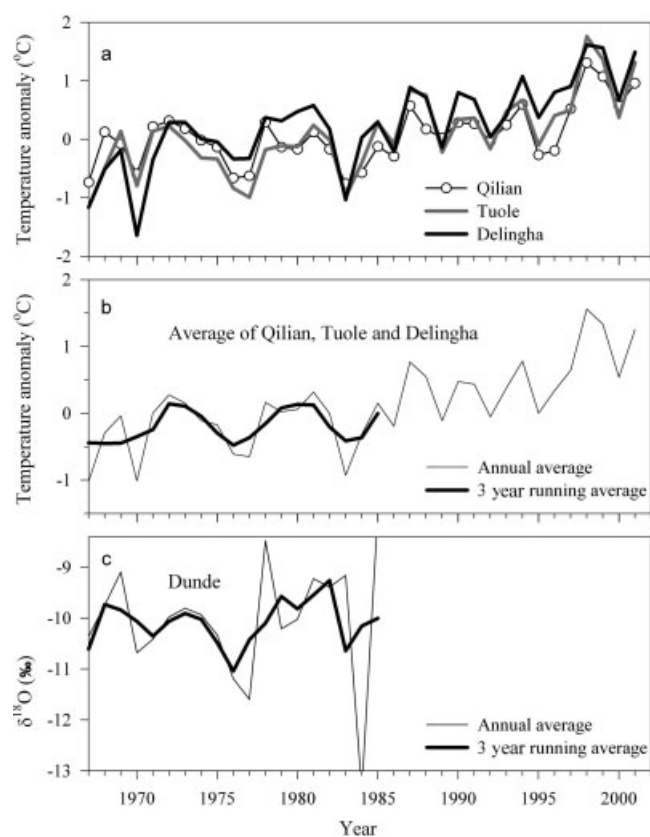 2
a
1
0
-1
-2
Temperature anomaly (°C)
Qilian
Tuole
Delingha
2
b
Average of Qilian, Tuole and Delingha
1
0
-1
Temperature anomaly (°C)
Annual average
3 year running average
c
-9
Dunde
-10
-11
-12
-13
δ¹⁸O (‰)
Annual average
3 year running average
1970 1975 1980 1985 1990 1995 2000
Year